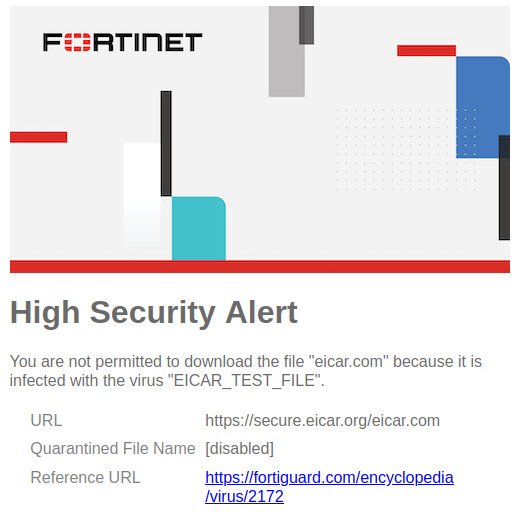 FORTINET
High Security Alert
You are not permitted to download the file "eicar.com" because it is
infected with the virus "EICAR_TEST_FILE".
URL https://secure.eicar.org/eicar.com
Quarantined File Name [disabled]
Reference URL https://fortiguard.com/encyclopedia
/virus/2172